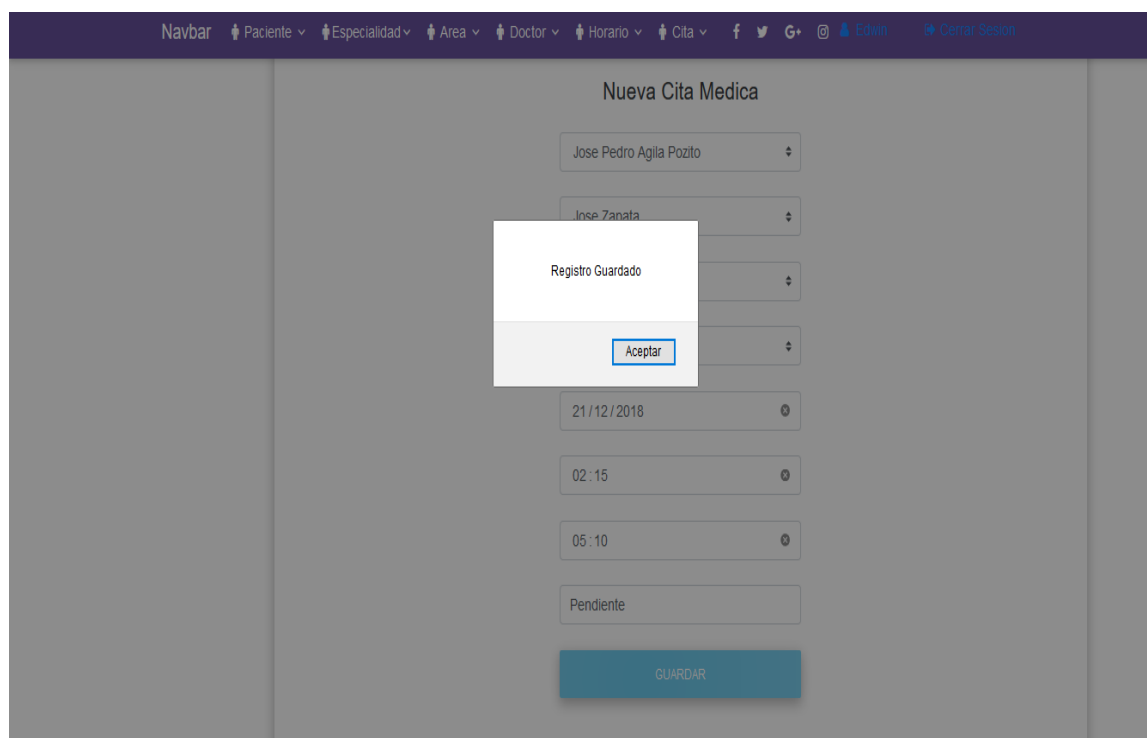 Navbar Paciente Especialidad Area Doctor Horario Cita Edwin Cerrar Sesion
Nueva Cita Medica
Jose Pedro Agila Pozito
Jose Zapata
Registro Guardado
Aceptar
21/12/2018
02:15
05:10
Pendiente
GUARDAR